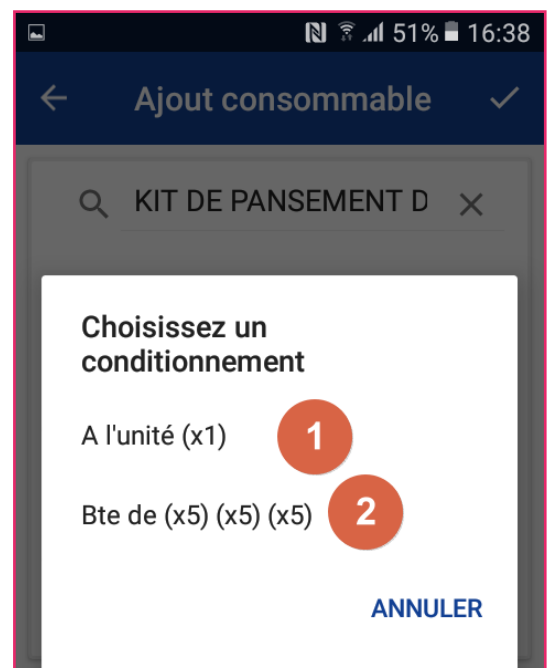 51% 16:38
Ajout consommable
KIT DE PANSEMENT D
Choisissez un
conditionnement
A l'unité (x1) 1
Bte de (x5) (x5) (x5) 2
ANNULER